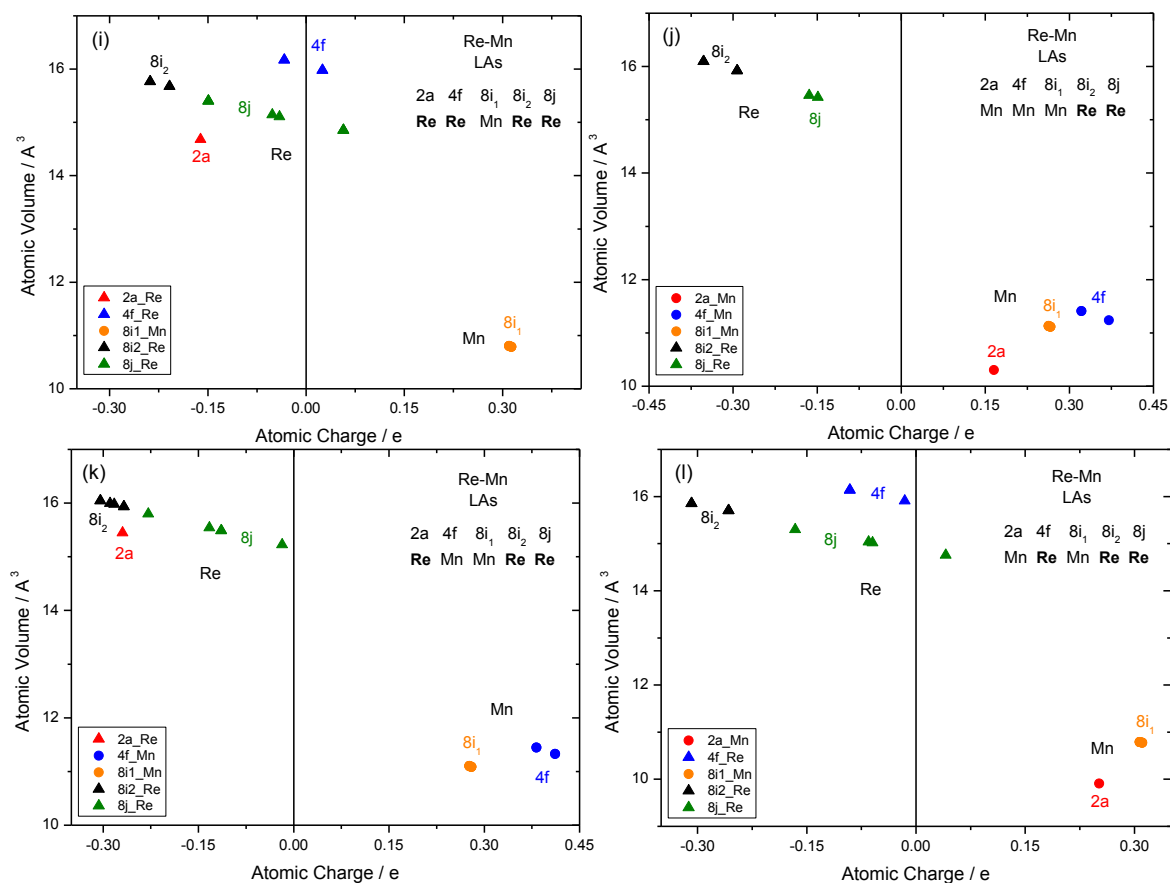 (i)
Re-Mn
LAs
2a 4f 8i₁ 8i₂ 8j
Re Re Mn Re Re
8i₂
4f
8j
2a
Re
Mn
8i₁
2a_Re
4f_Re
8i1_Mn
8i2_Re
8j_Re
16
14
12
10
-0.30 -0.15 0.00 0.15 0.30
Atomic Volume / A³
Atomic Charge / e
(j)
Re-Mn
LAs
2a 4f 8i₁ 8i₂ 8j
Mn Mn Mn Re Re
8i₂
Re
8j
Mn
8i₁
4f
2a
2a_Mn
4f_Mn
8i1_Mn
8i2_Re
8j_Re
16
14
12
10
-0.45 -0.30 -0.15 0.00 0.15 0.30 0.45
Atomic Volume / A³
Atomic Charge / e
(k)
Re-Mn
LAs
2a 4f 8i₁ 8i₂ 8j
Re Mn Mn Re Re
8i₂
2a
8j
Re
Mn
8i₁
4f
2a_Re
4f_Mn
8i1_Mn
8i2_Re
8j_Re
16
14
12
10
-0.30 -0.15 0.00 0.15 0.30 0.45
Atomic Volume / A³
Atomic Charge / e
(l)
Re-Mn
LAs
2a 4f 8i₁ 8i₂ 8j
Mn Re Mn Re Re
8i₂
4f
8j
Re
8i₁
Mn
2a
2a_Mn
4f_Re
8i1_Mn
8i2_Re
8j_Re
16
14
12
10
-0.30 -0.15 0.00 0.15 0.30
Atomic Volume / A³
Atomic Charge / e